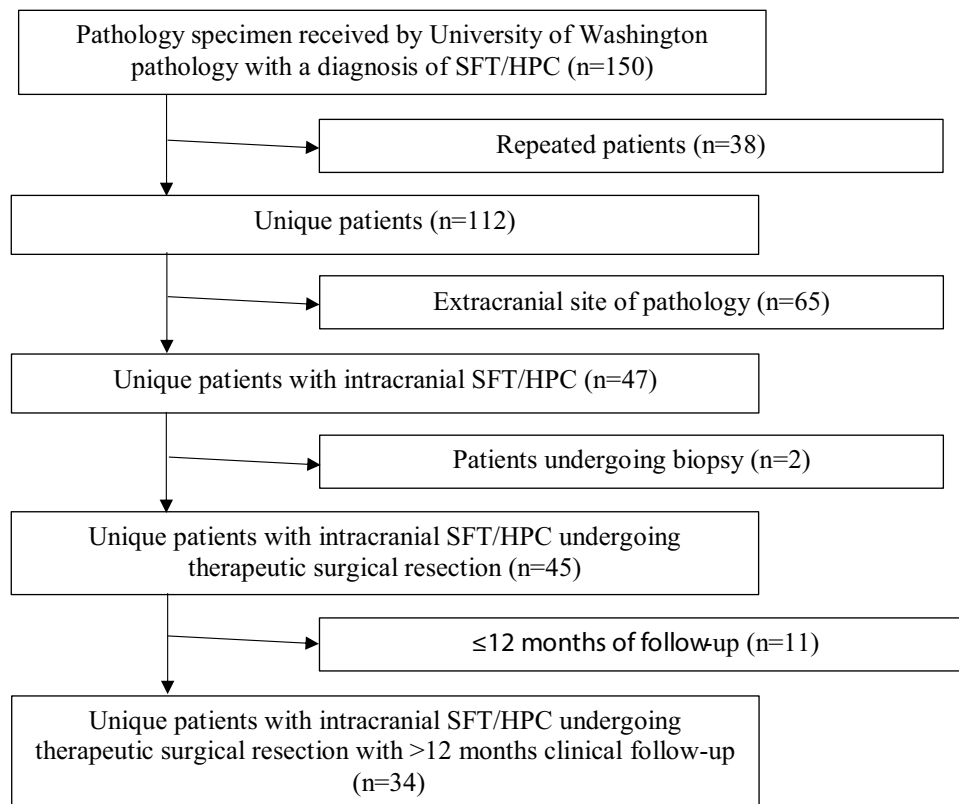 Pathology specimen received by University of Washington
pathology with a diagnosis of SFT/HPC (n=150)
Repeated patients (n=38)
Unique patients (n=112)
Extracranial site of pathology (n=65)
Unique patients with intracranial SFT/HPC (n=47)
Patients undergoing biopsy (n=2)
Unique patients with intracranial SFT/HPC undergoing
therapeutic surgical resection (n=45)
≤12 months of follow-up (n=11)
Unique patients with intracranial SFT/HPC undergoing
therapeutic surgical resection with >12 months clinical follow-up
(n=34)